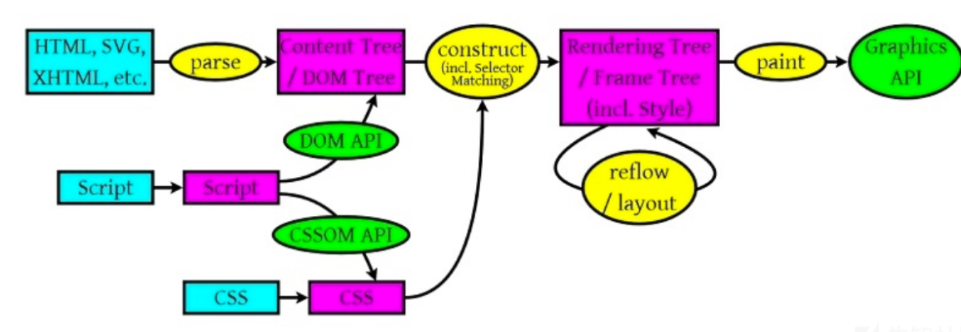 HTML, SVG,
XHTML, etc.
parse
Content Tree
/ DOM Tree
construct
(incl. Selector
Matching)
Rendering Tree
/ Frame Tree
(incl. Style)
paint
Graphics
API
DOM API
reflow
/ layout
Script
Script
CSSOM API
CSS
CSS